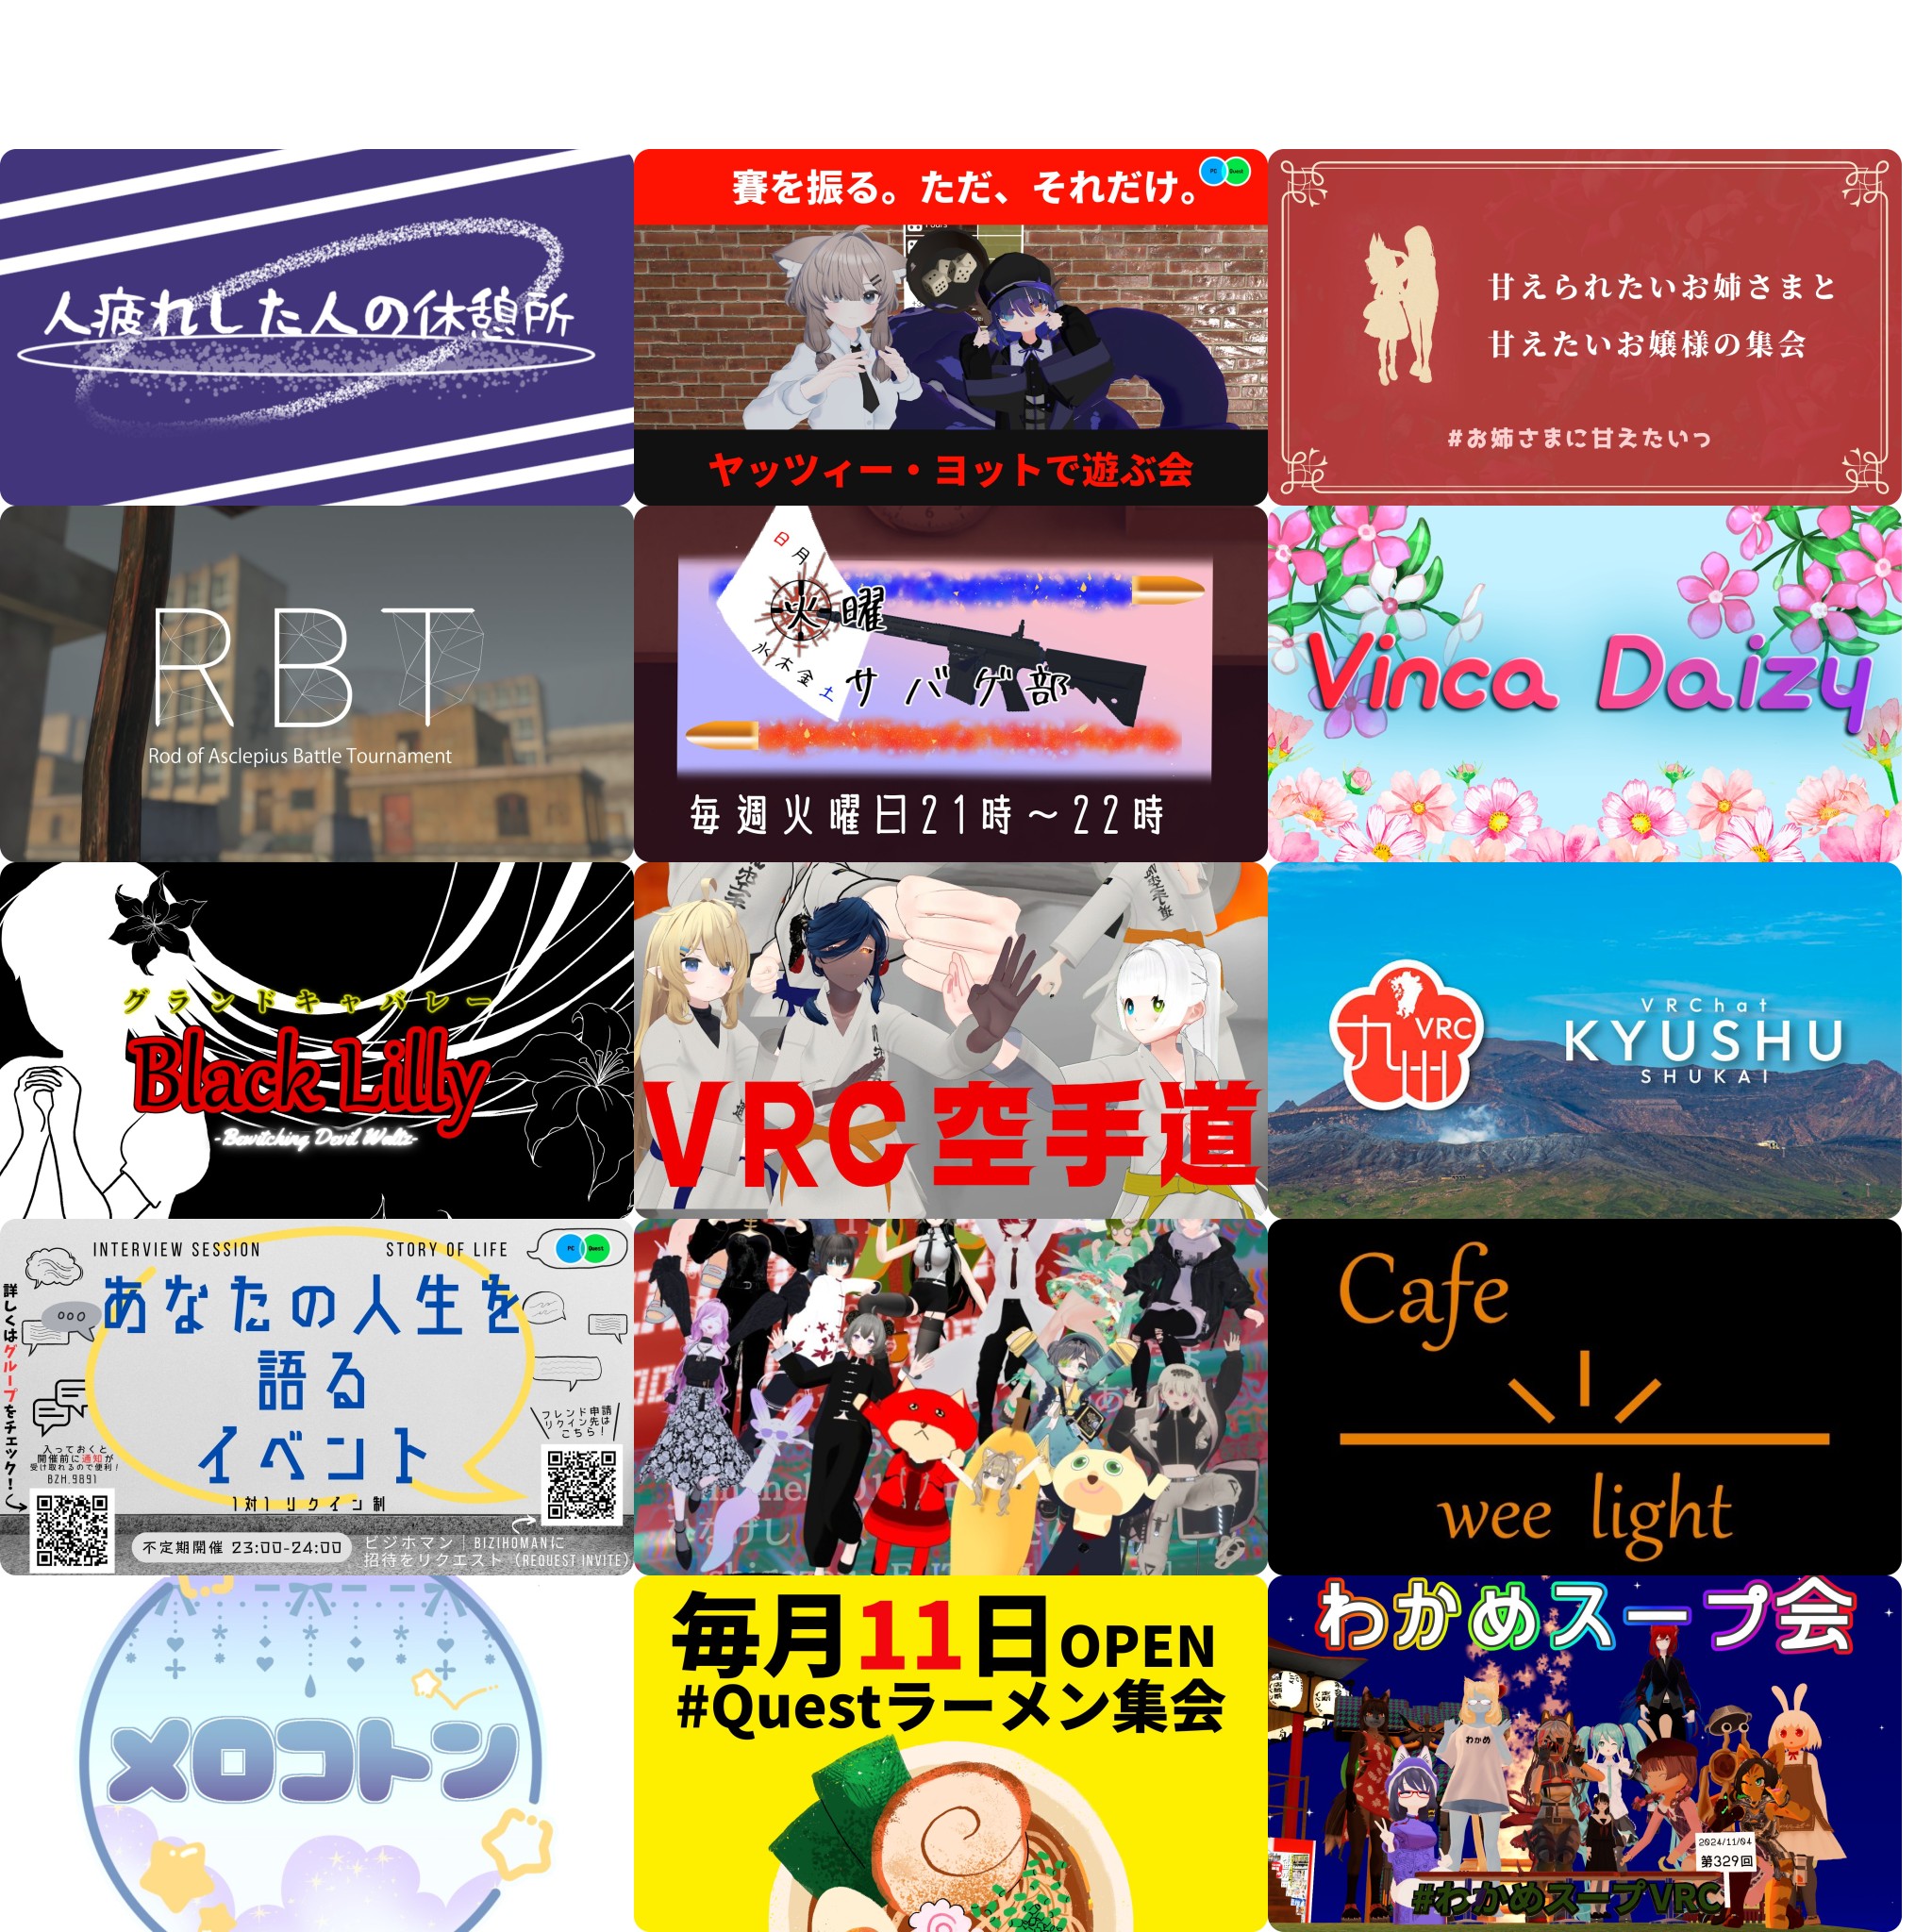 人疲れした人の休憩所
賽を振る。ただ、それだけ。
PC
Quest
ヤッツィー・ヨットで遊ぶ会
甘えられたいお姉さまと
甘えたいお嬢様の集会
#お姉さまに甘えたいっ
RBT
Rod of Asclepius Battle Tournament
日月
火曜
水木金土
サバゲ部
毎週火曜日21時~22時
Vinca Daizy
グランドキャバレー
Black Lilly
-Bewitching Devil Waltz-
VRC空手道
VRC
九州
VRChat
KYUSHU
SHUKAI
INTERVIEW SESSION
STORY OF LIFE
PC
Quest
あなたの人生を
語る
イベント
1対1 リクイン制
詳しくはグループをチェック!
入っておくと
開催前に通知が
受け取れるので便利!
BZH.9891
フレンド申請
リクイン先は
こちら!
不定期開催 23:00-24:00
ビジホマン|BIZIHOMANに
招待をリクエスト(REQUEST INVITE)
Cafe
wee light
メロコトン
毎月11日OPEN
#Questラーメン集会
わかめスープ会
わかめ
2024/11/04
第329回
#わかめスープVRC